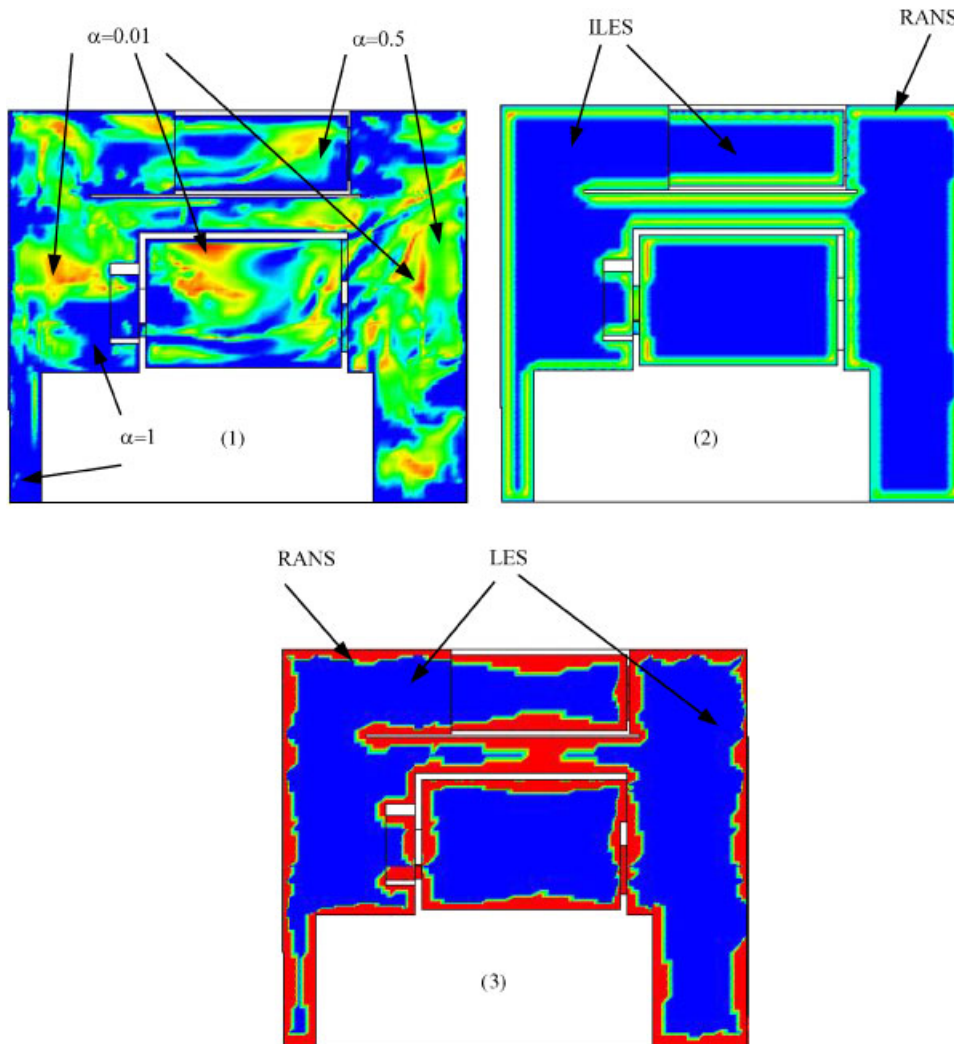 α=0.01
α=0.5
α=1
(1)
ILES
RANS
(2)
RANS
LES
(3)